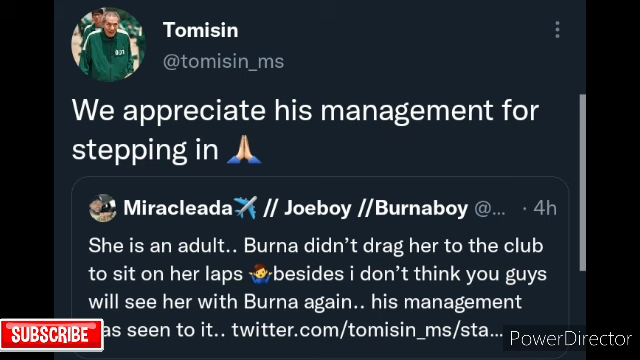 Tomisin
@tomisin_ms
We appreciate his management for
stepping in 🙏🏻
Miracleada✈️ // Joeboy //Burnaboy @... · 4h
She is an adult.. Burna didn't drag her to the club
to sit on her laps 🤷‍♂️besides i don't think you guys
will see her with Burna again.. his management
seen to it.. twitter.com/tomisin_ms/sta...
SUBSCRIBE
PowerDirector